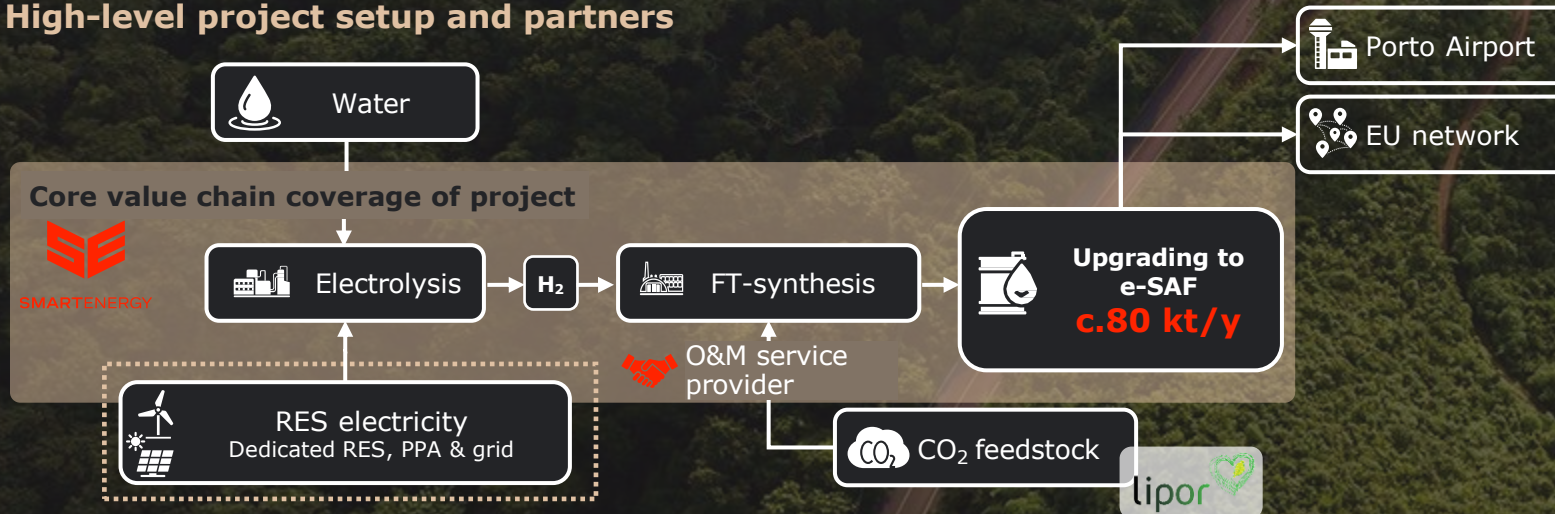 High-level project setup and partners
Porto Airport
Water
EU network
Core value chain coverage of project
SMARTENERGY
Electrolysis
H₂
FT-synthesis
Upgrading to
e-SAF
c.80 kt/y
O&M service
provider
RES electricity
Dedicated RES, PPA & grid
CO₂
CO₂ feedstock
lipor